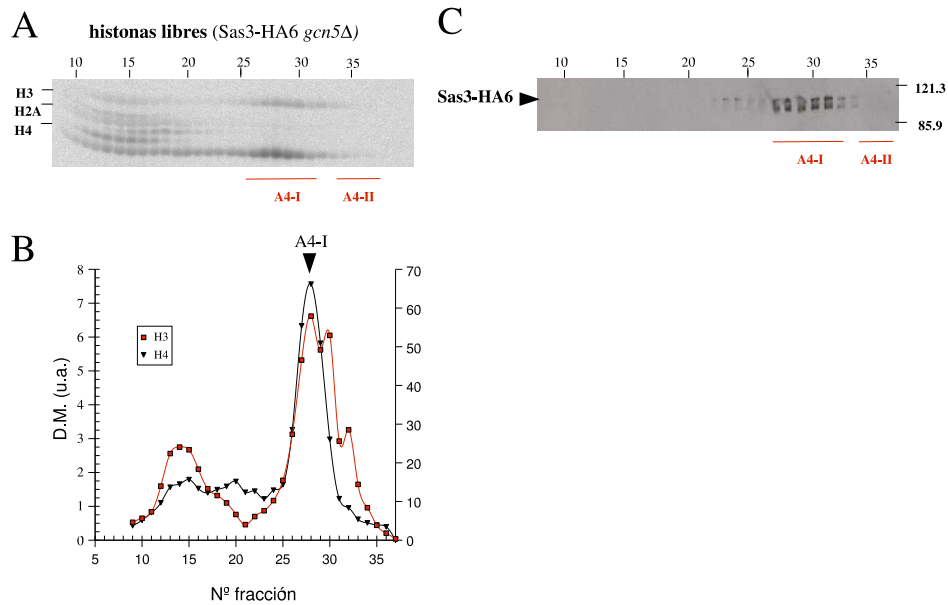 A
histonas libres (Sas3-HA6 gcn5Δ)
10 15 20 25 30 35
H3
H2A
H4
A4-I A4-II
C
10 15 20 25 30 35
Sas3-HA6
121.3
85.9
A4-I A4-II
B
A4-I
8 70
7 60
6 50
5 40
4 30
3 20
2 10
1 0
0
H3
H4
D.M. (u.a.)
5 10 15 20 25 30 35
Nº fracción